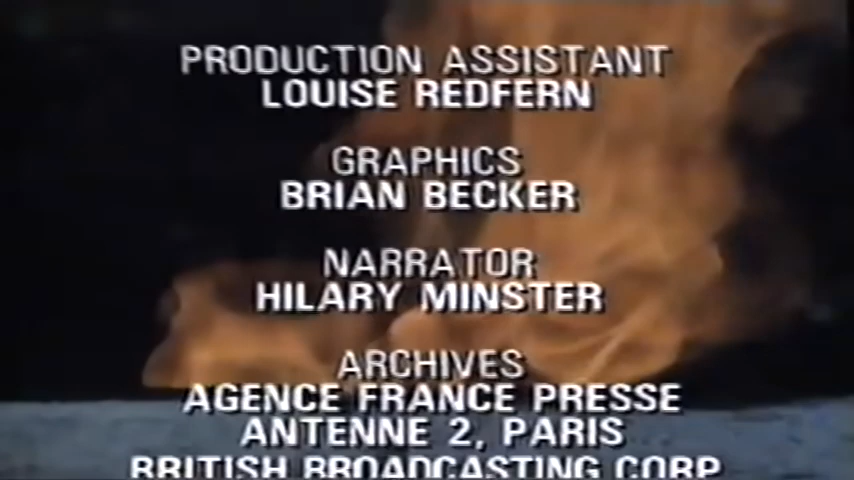 PRODUCTION ASSISTANT
LOUISE REDFERN
GRAPHICS
BRIAN BECKER
NARRATOR
HILARY MINSTER
ARCHIVES
AGENCE FRANCE PRESSE
ANTENNE 2, PARIS
BRITISH BROADCASTING CORP